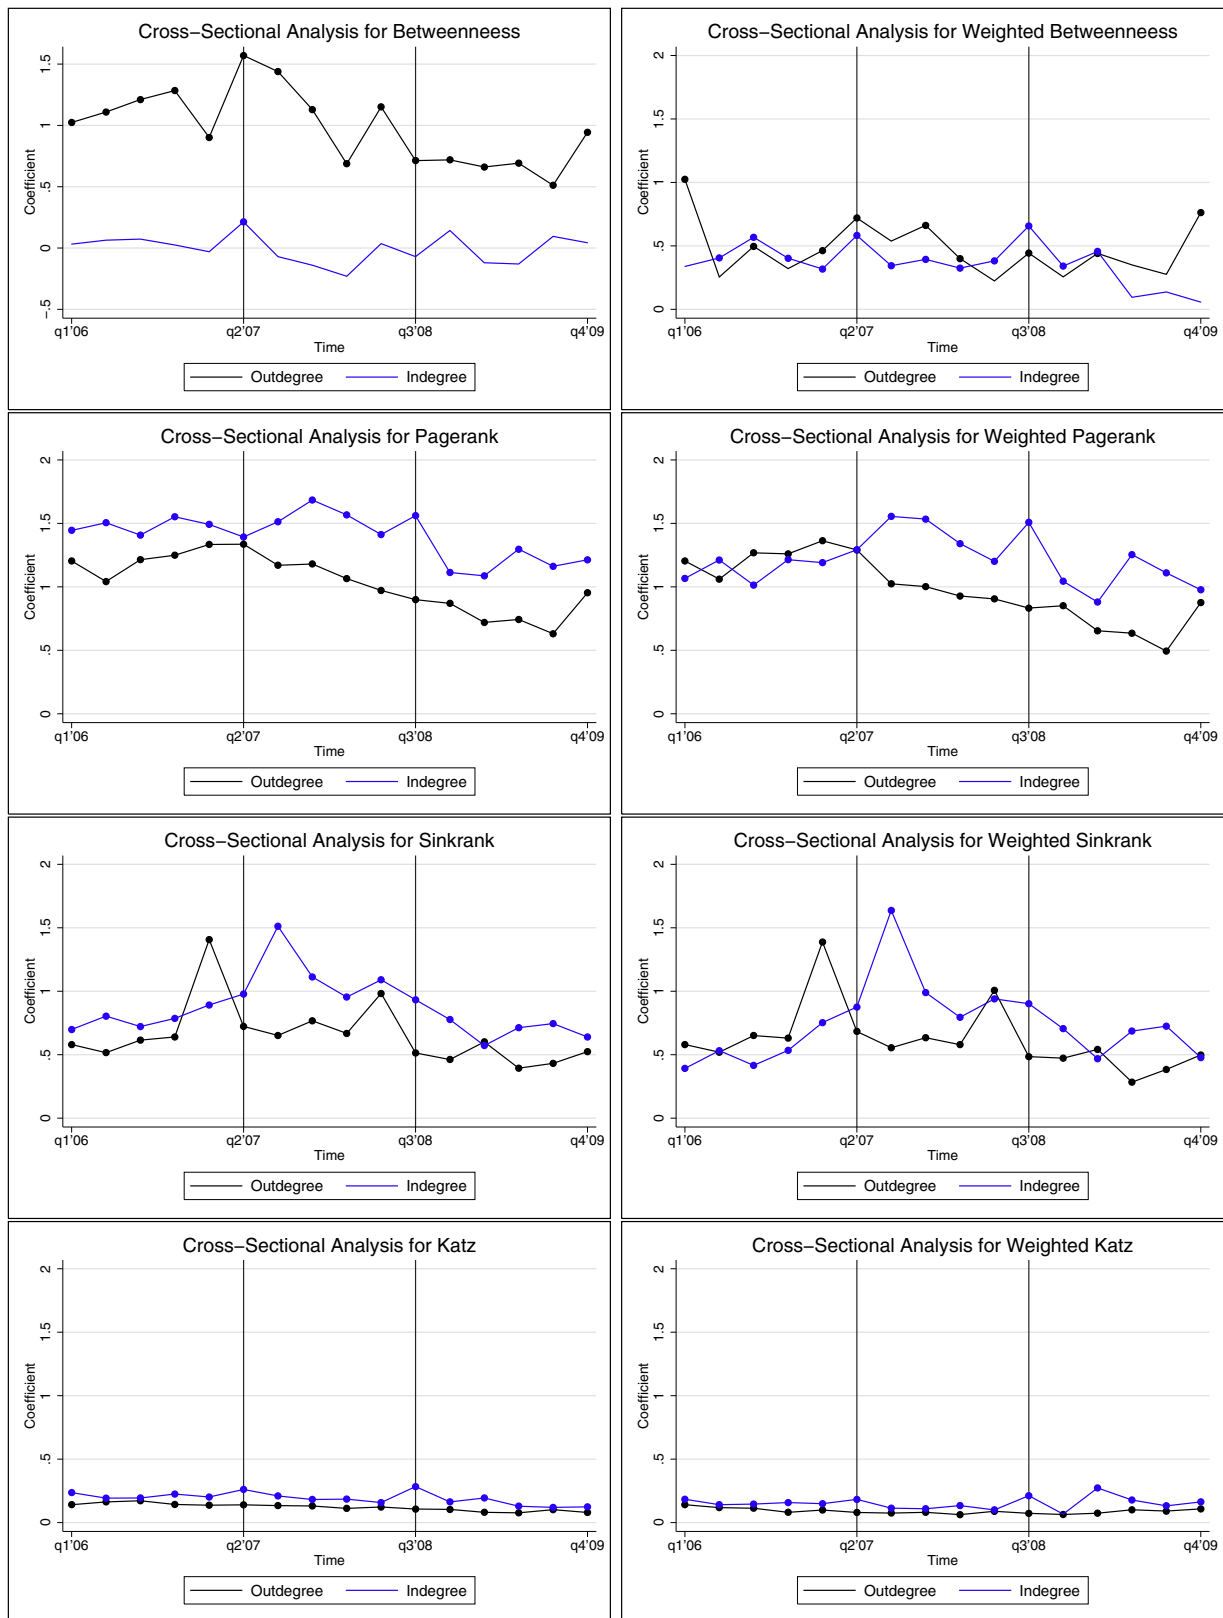 Cross−Sectional Analysis for Betweenneess
Coefficient
1.5
1
.5
0
−.5
q1'06 q2'07 q3'08 q4'09
Time
Outdegree Indegree
Cross−Sectional Analysis for Weighted Betweenneess
Coefficient
2
1.5
1
.5
0
q1'06 q2'07 q3'08 q4'09
Time
Outdegree Indegree
Cross−Sectional Analysis for Pagerank
Coefficient
2
1.5
1
.5
0
q1'06 q2'07 q3'08 q4'09
Time
Outdegree Indegree
Cross−Sectional Analysis for Weighted Pagerank
Coefficient
2
1.5
1
.5
0
q1'06 q2'07 q3'08 q4'09
Time
Outdegree Indegree
Cross−Sectional Analysis for Sinkrank
Coefficient
2
1.5
1
.5
0
q1'06 q2'07 q3'08 q4'09
Time
Outdegree Indegree
Cross−Sectional Analysis for Weighted Sinkrank
Coefficient
2
1.5
1
.5
0
q1'06 q2'07 q3'08 q4'09
Time
Outdegree Indegree
Cross−Sectional Analysis for Katz
Coefficient
2
1.5
1
.5
0
q1'06 q2'07 q3'08 q4'09
Time
Outdegree Indegree
Cross−Sectional Analysis for Weighted Katz
Coefficient
2
1.5
1
.5
0
q1'06 q2'07 q3'08 q4'09
Time
Outdegree Indegree